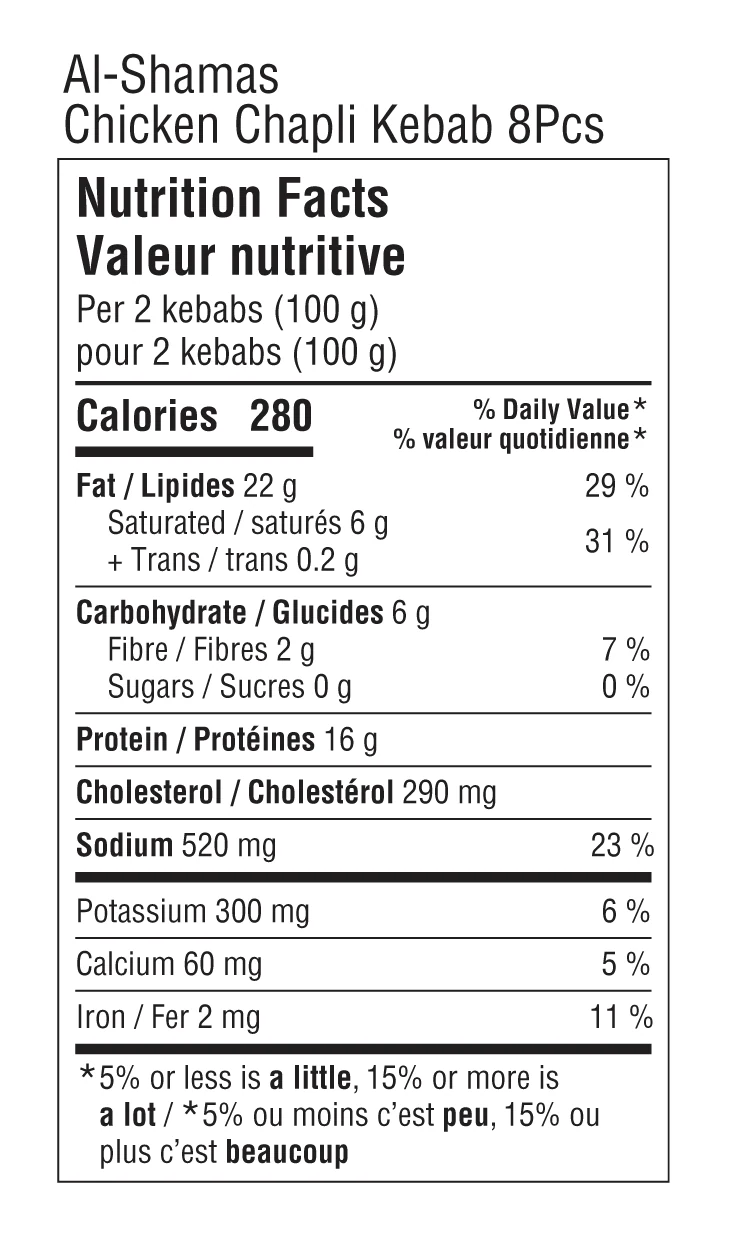 Al-Shamas
Chicken Chapli Kebab 8Pcs
Nutrition Facts
Valeur nutritive
Per 2 kebabs (100 g)
pour 2 kebabs (100 g)
Calories 280
% Daily Value*
% valeur quotidienne*
Fat / Lipides 22 g 29 %
Saturated / saturés 6 g
+ Trans / trans 0.2 g 31 %
Carbohydrate / Glucides 6 g
Fibre / Fibres 2 g 7 %
Sugars / Sucres 0 g 0 %
Protein / Protéines 16 g
Cholesterol / Cholestérol 290 mg
Sodium 520 mg 23 %
Potassium 300 mg 6 %
Calcium 60 mg 5 %
Iron / Fer 2 mg 11 %
*5% or less is a little, 15% or more is
a lot / *5% ou moins c’est peu, 15% ou
plus c’est beaucoup